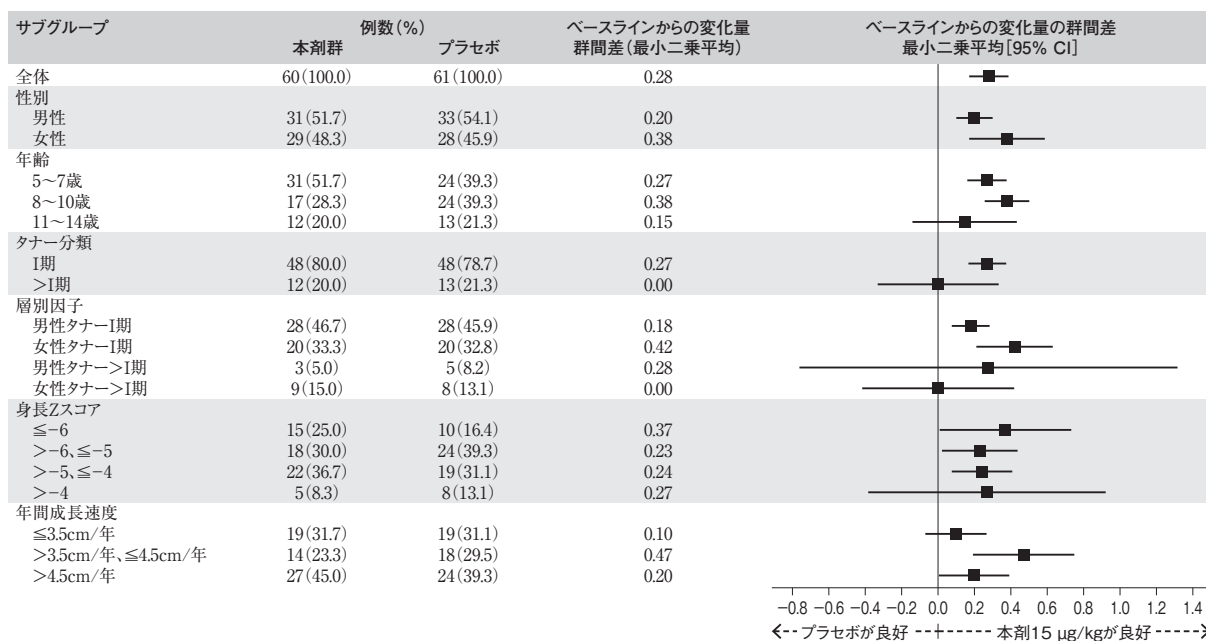 サブグループ 例数(%) ベースラインからの変化量 ベースラインからの変化量の群間差
本剤群 プラセボ 群間差(最小二乗平均) 最小二乗平均[95% CI]
全体 60(100.0) 61(100.0) 0.28
性別
男性 31(51.7) 33(54.1) 0.20
女性 29(48.3) 28(45.9) 0.38
年齢
5～7歳 31(51.7) 24(39.3) 0.27
8～10歳 17(28.3) 24(39.3) 0.38
11～14歳 12(20.0) 13(21.3) 0.15
タナー分類
I期 48(80.0) 48(78.7) 0.27
＞I期 12(20.0) 13(21.3) 0.00
層別因子
男性タナーI期 28(46.7) 28(45.9) 0.18
女性タナーI期 20(33.3) 20(32.8) 0.42
男性タナー＞I期 3(5.0) 5(8.2) 0.28
女性タナー＞I期 9(15.0) 8(13.1) 0.00
身長Zスコア
≦−6 15(25.0) 10(16.4) 0.37
＞−6、≦−5 18(30.0) 24(39.3) 0.23
＞−5、≦−4 22(36.7) 19(31.1) 0.24
＞−4 5(8.3) 8(13.1) 0.27
年間成長速度
≦3.5cm/年 19(31.7) 19(31.1) 0.10
＞3.5cm/年、≦4.5cm/年 14(23.3) 18(29.5) 0.47
＞4.5cm/年 27(45.0) 24(39.3) 0.20
−0.8 −0.6 −0.4 −0.2 0.0 0.2 0.4 0.6 0.8 1.0 1.2 1.4
プラセボが良好 本剤15 μg/kgが良好